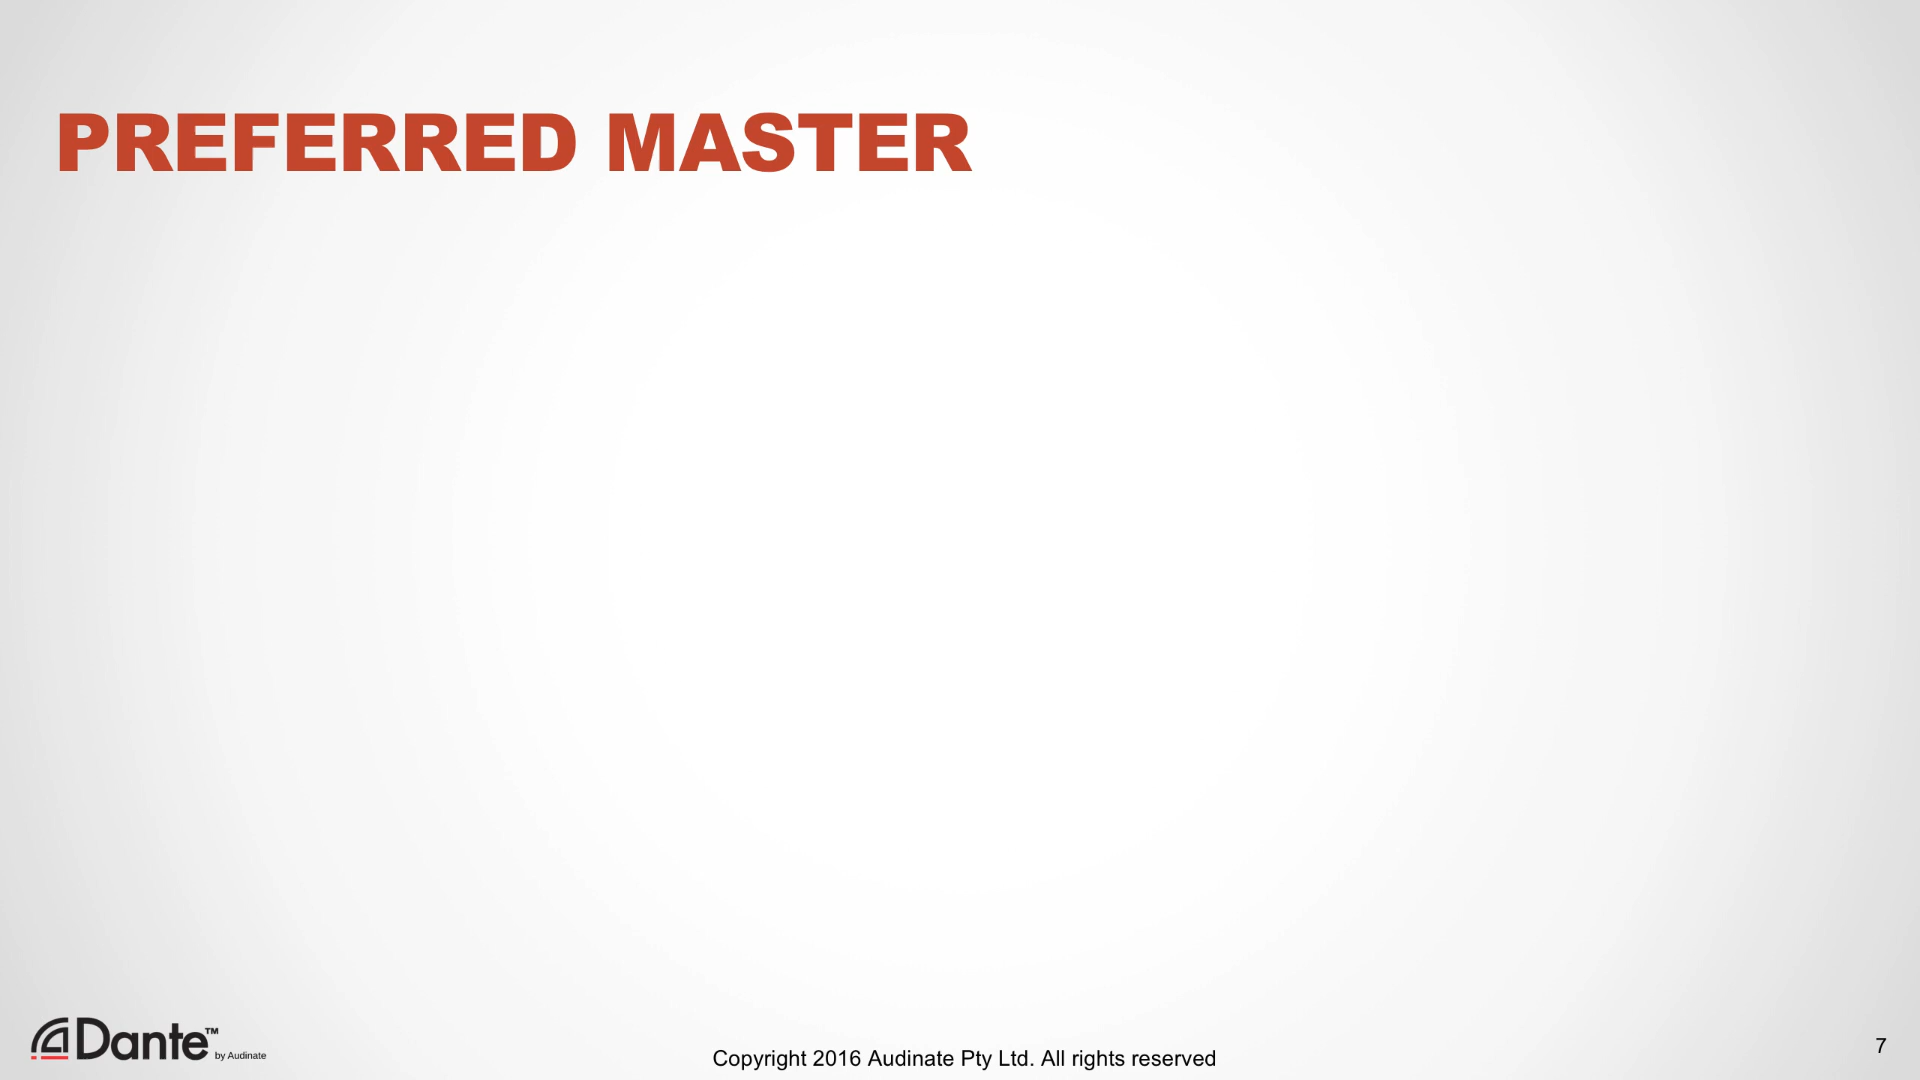 PREFERRED MASTER
Dante™ by Audinate
Copyright 2016 Audinate Pty Ltd. All rights reserved
7